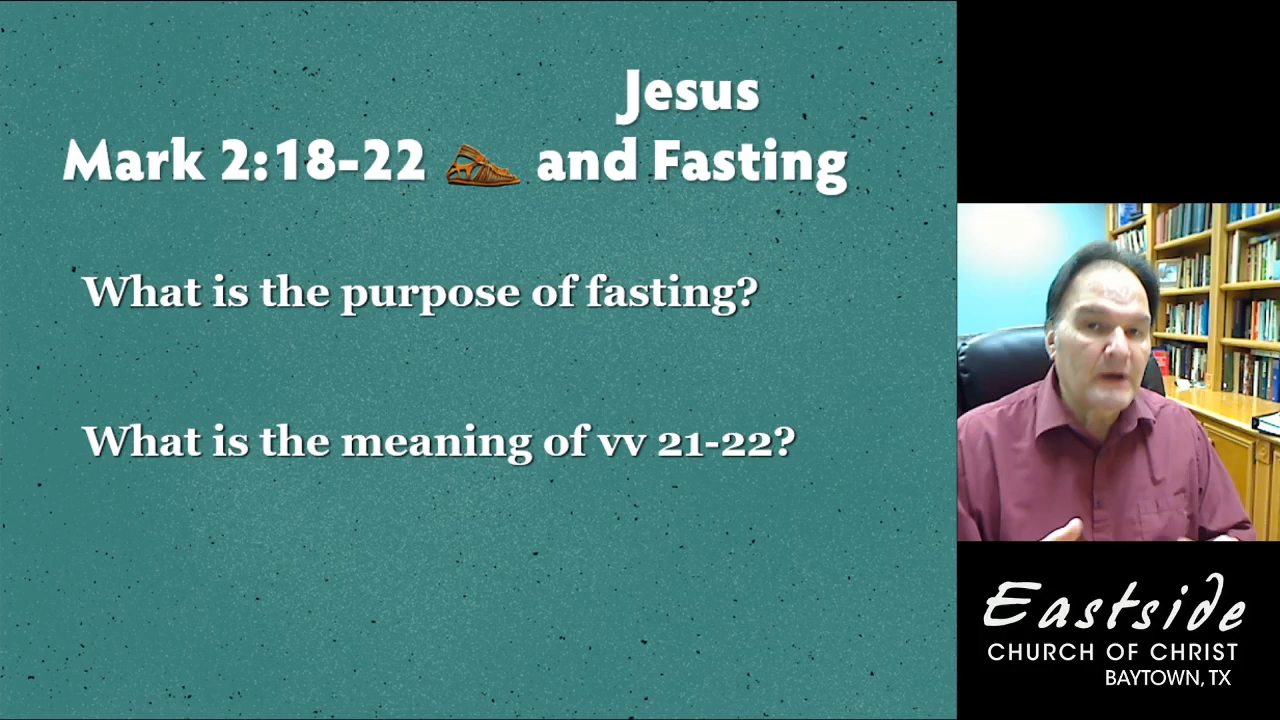 Jesus
Mark 2:18-22 and Fasting
What is the purpose of fasting?
What is the meaning of vv 21-22?
Eastside
CHURCH OF CHRIST
BAYTOWN, TX